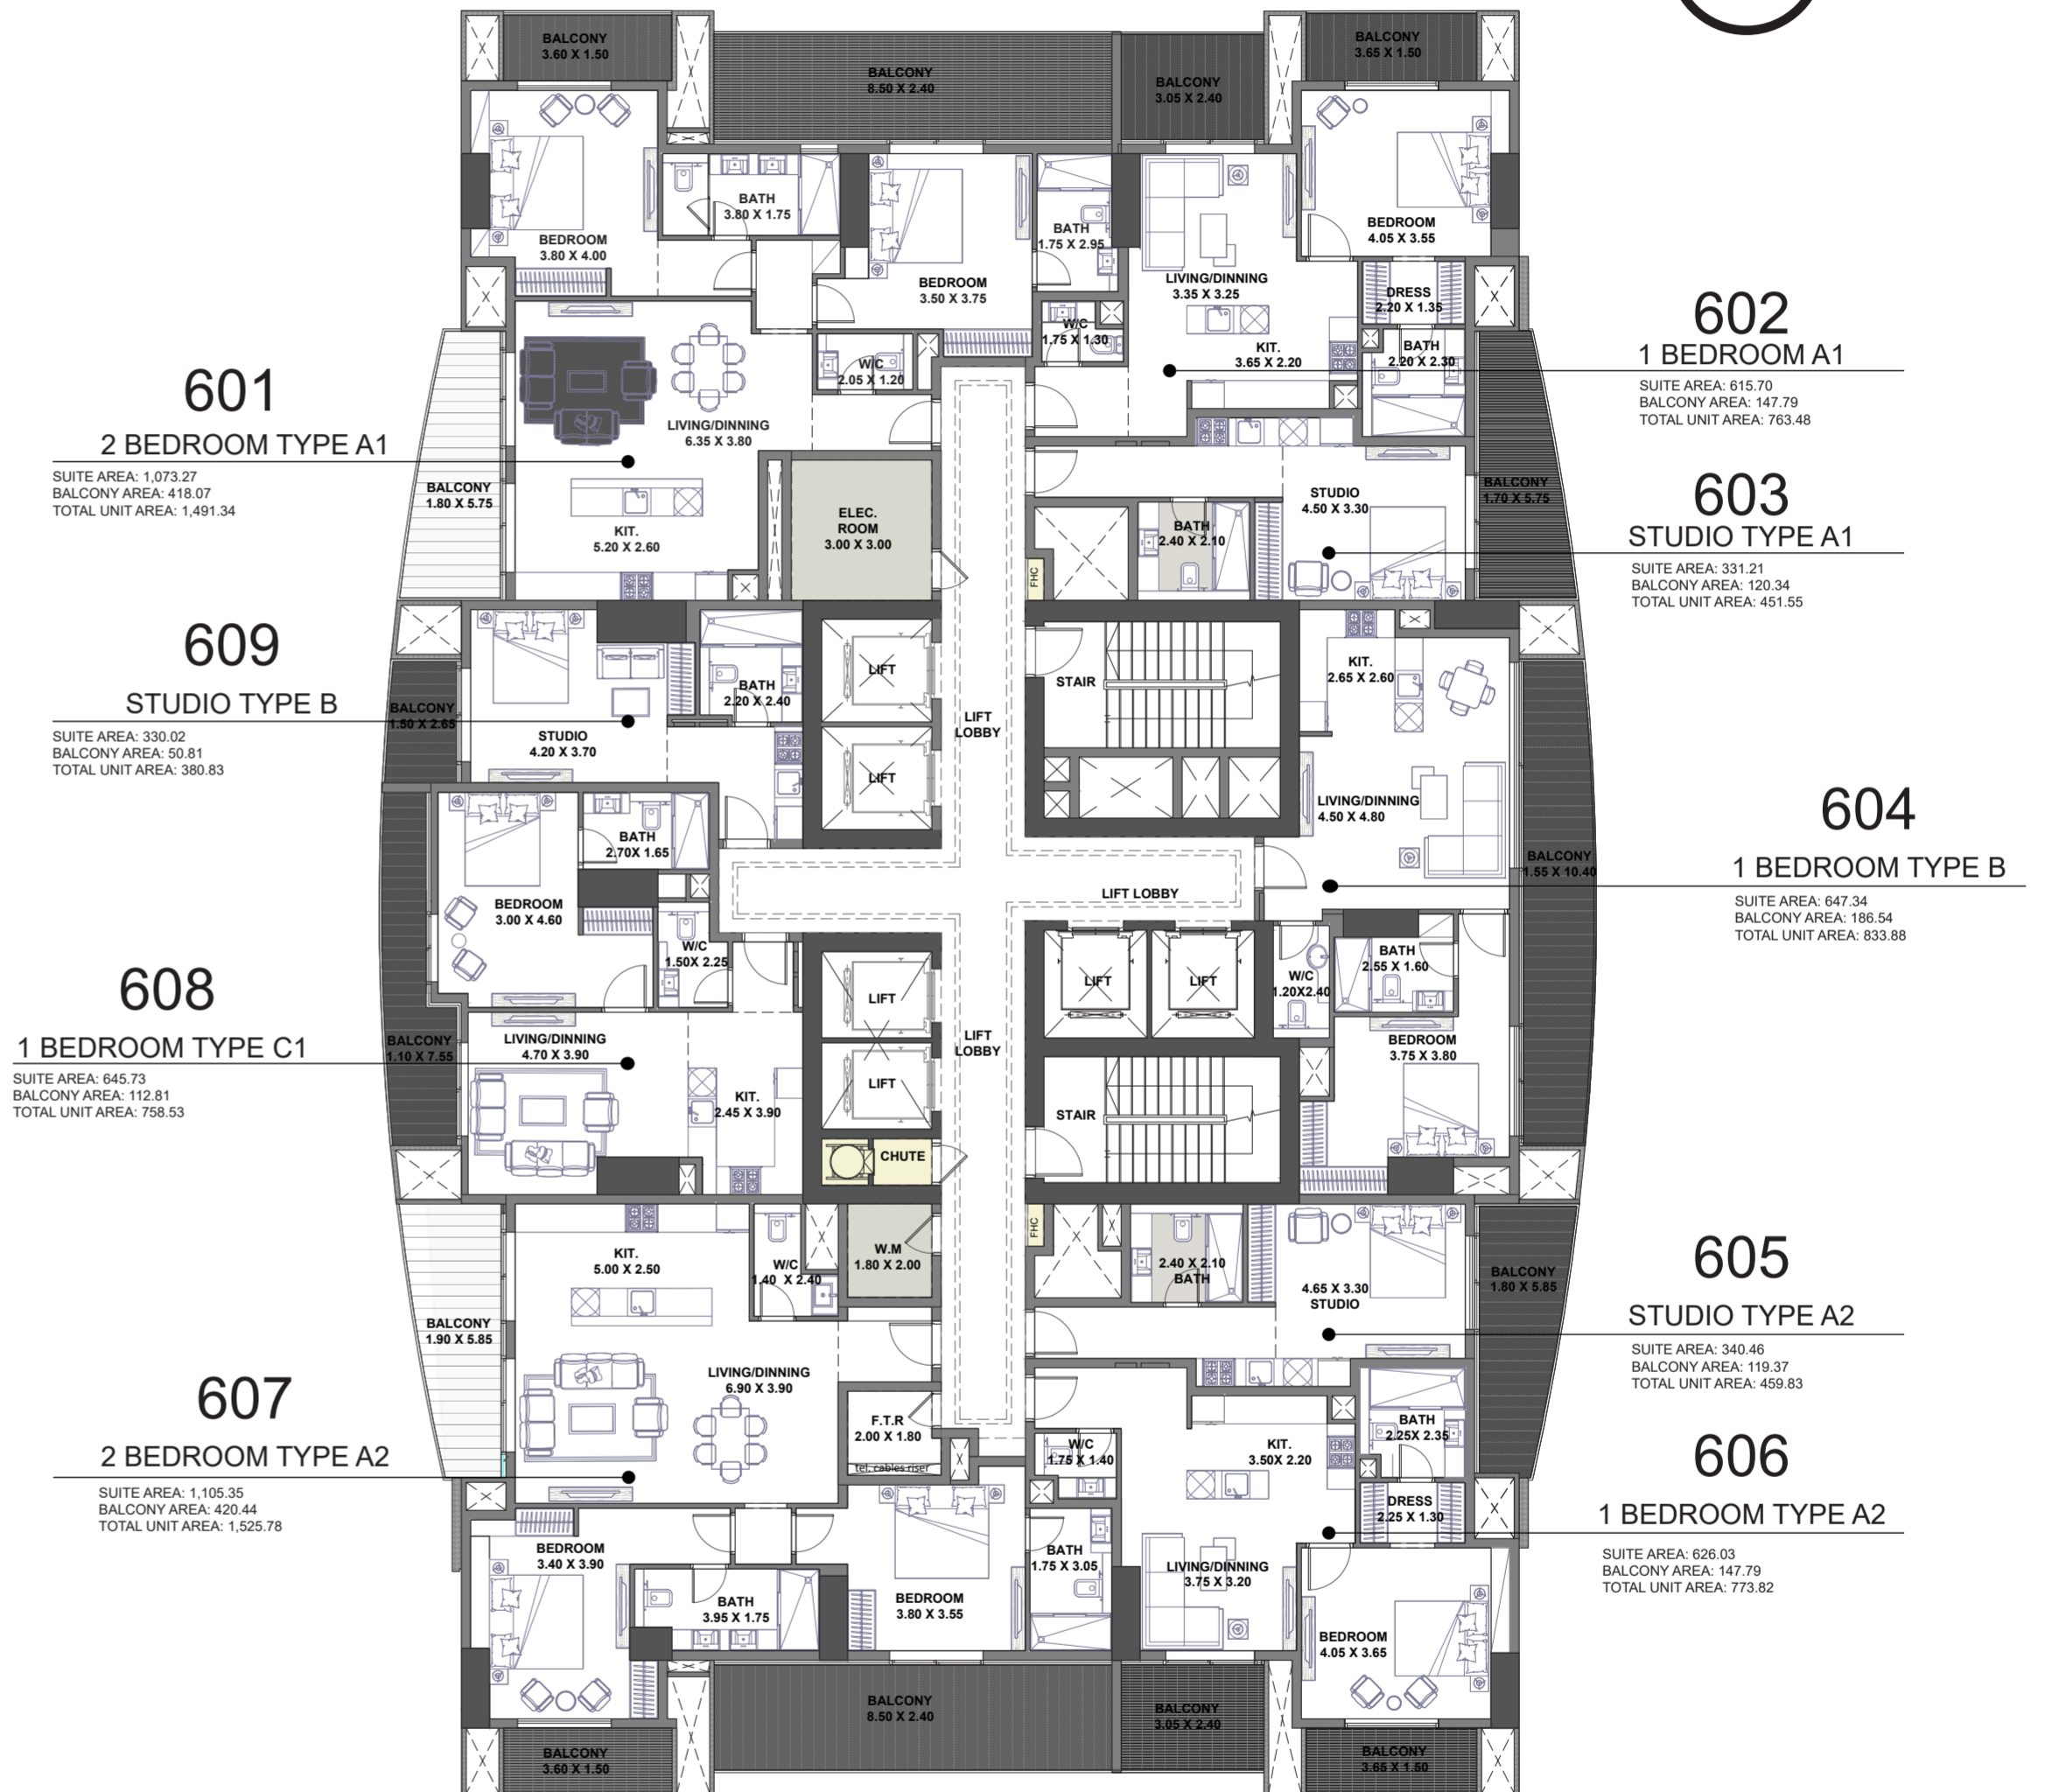 BALCONY
3.60 X 1.50
BALCONY
8.50 X 2.40
BALCONY
3.05 X 2.40
BALCONY
3.65 X 1.50
BEDROOM
3.80 X 4.00
BATH
3.80 X 1.75
BEDROOM
3.50 X 3.75
BATH
1.75 X 2.95
LIVING/DINNING
3.35 X 3.25
BEDROOM
4.05 X 3.55
DRESS
2.20 X 1.35
W/C
1.75 X 1.30
KIT.
3.65 X 2.20
BATH
2.20 X 2.30
W/C
2.05 X 1.20
602
1 BEDROOM A1
SUITE AREA: 615.70
BALCONY AREA: 147.79
TOTAL UNIT AREA: 763.48
601
2 BEDROOM TYPE A1
SUITE AREA: 1,073.27
BALCONY AREA: 418.07
TOTAL UNIT AREA: 1,491.34
LIVING/DINNING
6.35 X 3.80
BALCONY
1.80 X 5.75
KIT.
5.20 X 2.60
ELEC.
ROOM
3.00 X 3.00
FHC
BATH
2.40 X 2.10
STUDIO
4.50 X 3.30
BALCONY
1.70 X 5.75
603
STUDIO TYPE A1
SUITE AREA: 331.21
BALCONY AREA: 120.34
TOTAL UNIT AREA: 451.55
609
STUDIO TYPE B
SUITE AREA: 330.02
BALCONY AREA: 50.81
TOTAL UNIT AREA: 380.83
BALCONY
1.50 X 2.65
STUDIO
4.20 X 3.70
BATH
2.20 X 2.40
LIFT
LIFT
LIFT
LOBBY
STAIR
KIT.
2.65 X 2.60
LIVING/DINNING
4.50 X 4.80
BALCONY
1.55 X 10.40
604
1 BEDROOM TYPE B
SUITE AREA: 647.34
BALCONY AREA: 186.54
TOTAL UNIT AREA: 833.88
BATH
2.70X 1.65
BEDROOM
3.00 X 4.60
W/C
1.50X 2.25
LIFT LOBBY
LIFT
LIFT
W/C
1.20X2.40
BATH
2.55 X 1.60
BEDROOM
3.75 X 3.80
608
1 BEDROOM TYPE C1
SUITE AREA: 645.73
BALCONY AREA: 112.81
TOTAL UNIT AREA: 758.53
BALCONY
1.10 X 7.55
LIVING/DINNING
4.70 X 3.90
KIT.
2.45 X 3.90
LIFT
LIFT
LIFT
LOBBY
STAIR
CHUTE
FHC
KIT.
5.00 X 2.50
W/C
1.40 X 2.40
W.M
1.80 X 2.00
2.40 X 2.10
BATH
4.65 X 3.30
STUDIO
BALCONY
1.80 X 5.85
605
STUDIO TYPE A2
SUITE AREA: 340.46
BALCONY AREA: 119.37
TOTAL UNIT AREA: 459.83
BALCONY
1.90 X 5.85
LIVING/DINNING
6.90 X 3.90
607
2 BEDROOM TYPE A2
SUITE AREA: 1,105.35
BALCONY AREA: 420.44
TOTAL UNIT AREA: 1,525.78
F.T.R
2.00 X 1.80
tel. cables riser
W/C
1.75 X 1.40
KIT.
3.50X 2.20
BATH
2.25X 2.35
DRESS
2.25 X 1.30
606
1 BEDROOM TYPE A2
SUITE AREA: 626.03
BALCONY AREA: 147.79
TOTAL UNIT AREA: 773.82
BEDROOM
3.40 X 3.90
BATH
3.95 X 1.75
BEDROOM
3.80 X 3.55
BATH
1.75 X 3.05
LIVING/DINNING
3.75 X 3.20
BEDROOM
4.05 X 3.65
BALCONY
3.60 X 1.50
BALCONY
8.50 X 2.40
BALCONY
3.05 X 2.40
BALCONY
3.65 X 1.50